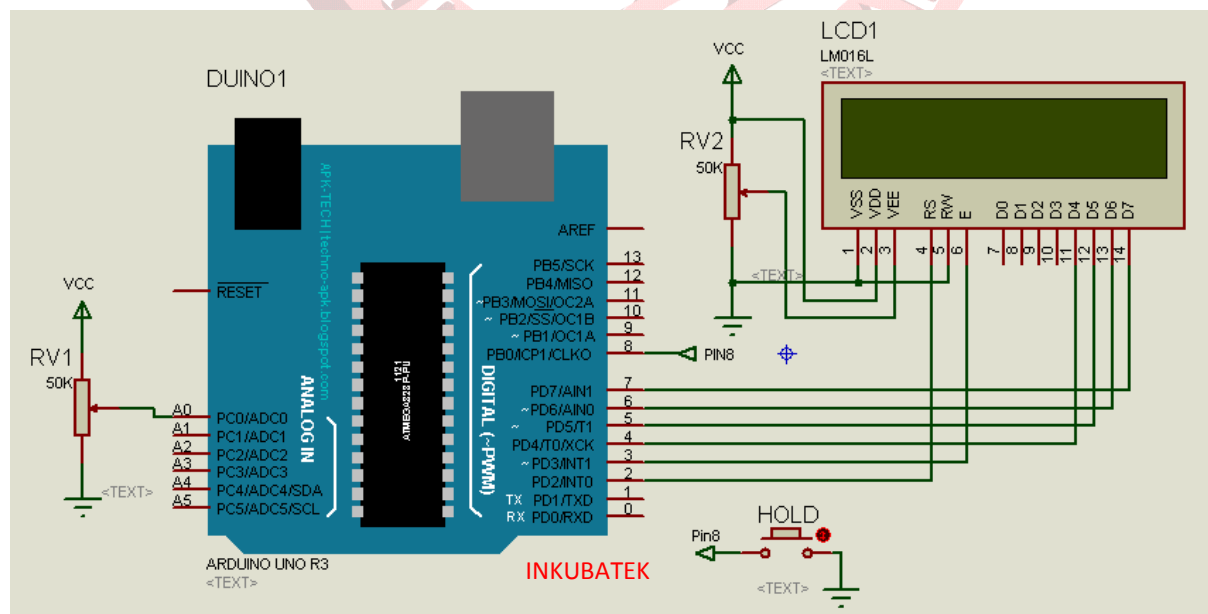 DUINO1
APK-TECH|techno-apk.blogspot.com
RESET
1121
ATMEGA328P-PU
ANALOG IN
DIGITAL (~PWM)
AREF
PB5/SCK 13
PB4/MISO 12
~PB3/MOSI/OC2A 11
~ PB2/SS/OC1B 10
~ PB1/OC1A 9
PB0/ICP1/CLKO 8
PD7/AIN1 7
~ PD6/AIN0 6
~ PD5/T1 5
PD4/T0/XCK 4
~ PD3/INT1 3
PD2/INT0 2
TX PD1/TXD 1
RX PD0/RXD 0
A0 PC0/ADC0
A1 PC1/ADC1
A2 PC2/ADC2
A3 PC3/ADC3
A4 PC4/ADC4/SDA
A5 PC5/ADC5/SCL
ARDUINO UNO R3
<TEXT>
VCC
RV1
50K
<TEXT>
VCC
RV2
50K
<TEXT>
LCD1
LM016L
<TEXT>
VSS VDD VEE RS RW E D0 D1 D2 D3 D4 D5 D6 D7
1 2 3 4 5 6 7 8 9 10 11 12 13 14
PIN8
HOLD
Pin8
<TEXT>
INKUBATEK